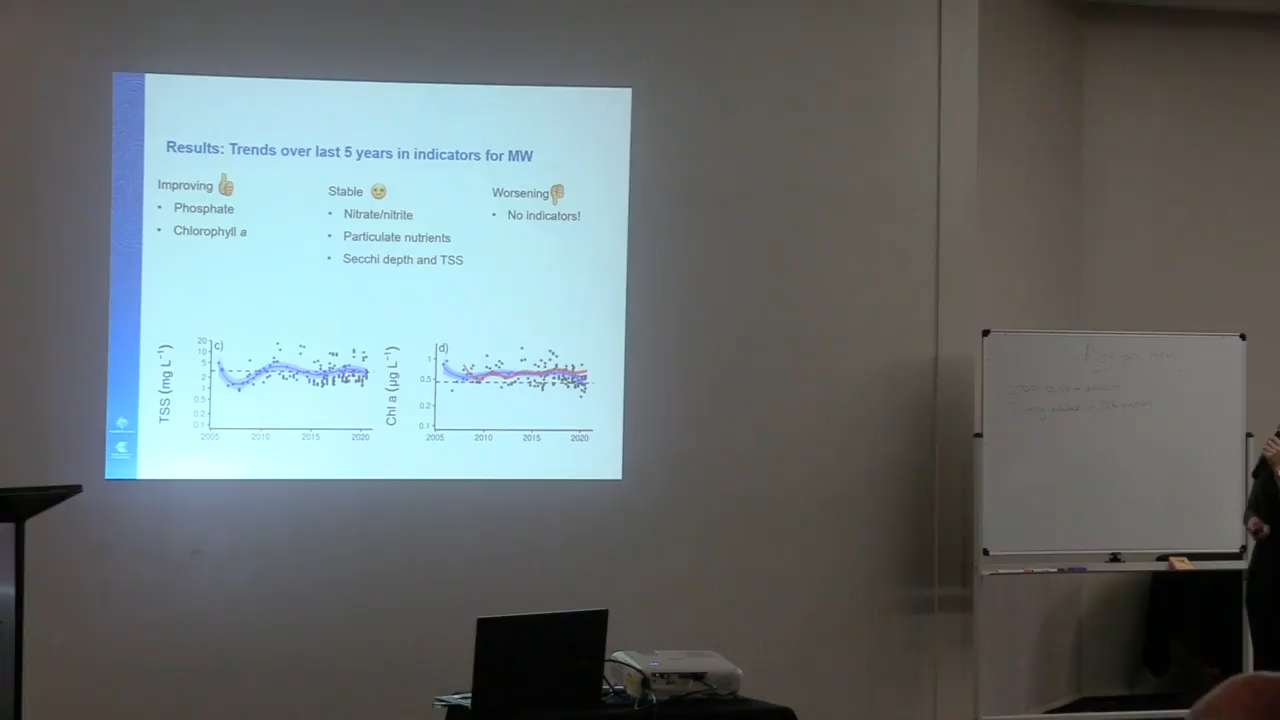 Results: Trends over last 5 years in indicators for MW
Improving
• Phosphate
• Chlorophyll a
Stable
• Nitrate/nitrite
• Particulate nutrients
• Secchi depth and TSS
Worsening
• No indicators!
c)
TSS (mg L⁻¹)
20
10
5
2
1
0.5
0.2
0.1
2005 2010 2015 2020
d)
Chl a (µg L⁻¹)
1
0.5
0.2
0.1
2005 2010 2015 2020